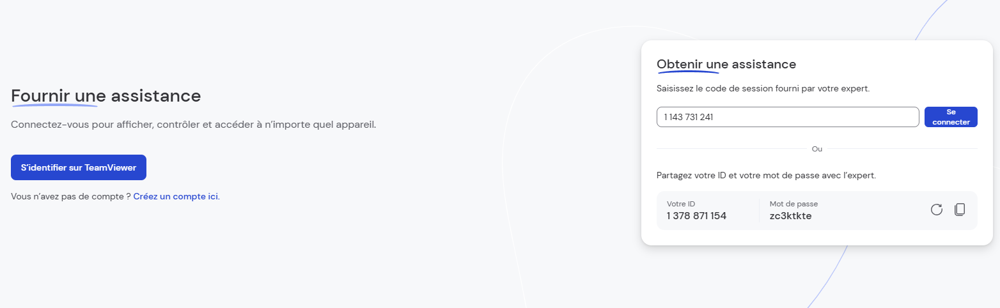 Fournir une assistance
Connectez-vous pour afficher, contrôler et accéder à n’importe quel appareil.
S’identifier sur TeamViewer
Vous n’avez pas de compte ? Créez un compte ici.
Obtenir une assistance
Saisissez le code de session fourni par votre expert.
1 143 731 241
Se
connecter
Ou
Partagez votre ID et votre mot de passe avec l’expert.
Votre ID
1 378 871 154
Mot de passe
zc3ktkte